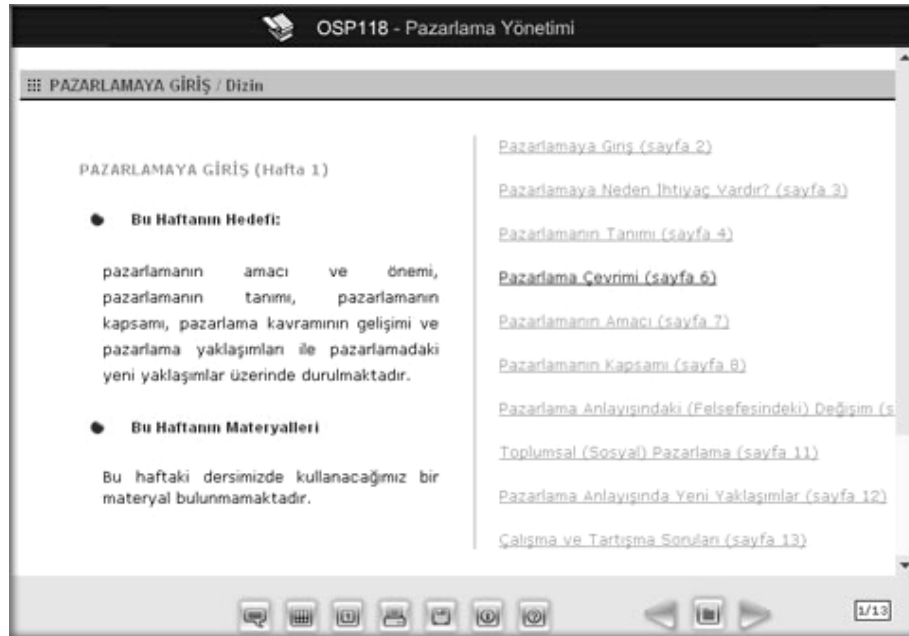 OSP118 - Pazarlama Yönetimi
PAZARLAMAYA GİRİŞ / Dizin
PAZARLAMAYA GİRİŞ (Hafta 1)
Bu Haftanın Hedefi:
pazarlamanın amacı ve önemi,
pazarlamanın tanımı, pazarlamanın
kapsamı, pazarlama kavramının gelişimi ve
pazarlama yaklaşımları ile pazarlamadaki
yeni yaklaşımlar üzerinde durulmaktadır.
Bu Haftanın Materyalleri
Bu haftaki dersimizde kullanacağımız bir
materyal bulunmamaktadır.
Pazarlamaya Giriş (sayfa 2)
Pazarlamaya Neden İhtiyaç Vardır? (sayfa 3)
Pazarlamanın Tanımı (sayfa 4)
Pazarlama Çevrimi (sayfa 6)
Pazarlamanın Amacı (sayfa 7)
Pazarlamanın Kapsamı (sayfa 8)
Pazarlama Anlayışındaki (Felsefesindeki) Değişim (s
Toplumsal (Sosyal) Pazarlama (sayfa 11)
Pazarlama Anlayışında Yeni Yaklaşımlar (sayfa 12)
Çalışma ve Tartışma Soruları (sayfa 13)
1/13